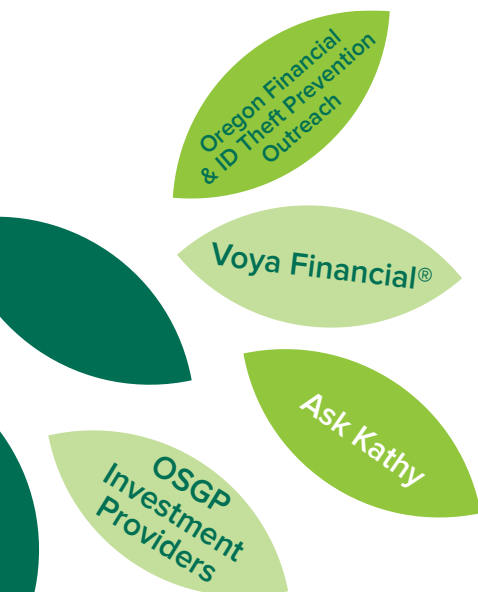 Oregon Financial
& ID Theft Prevention
Outreach
Voya Financial®
Ask Kathy
OSGP
Investment
Providers